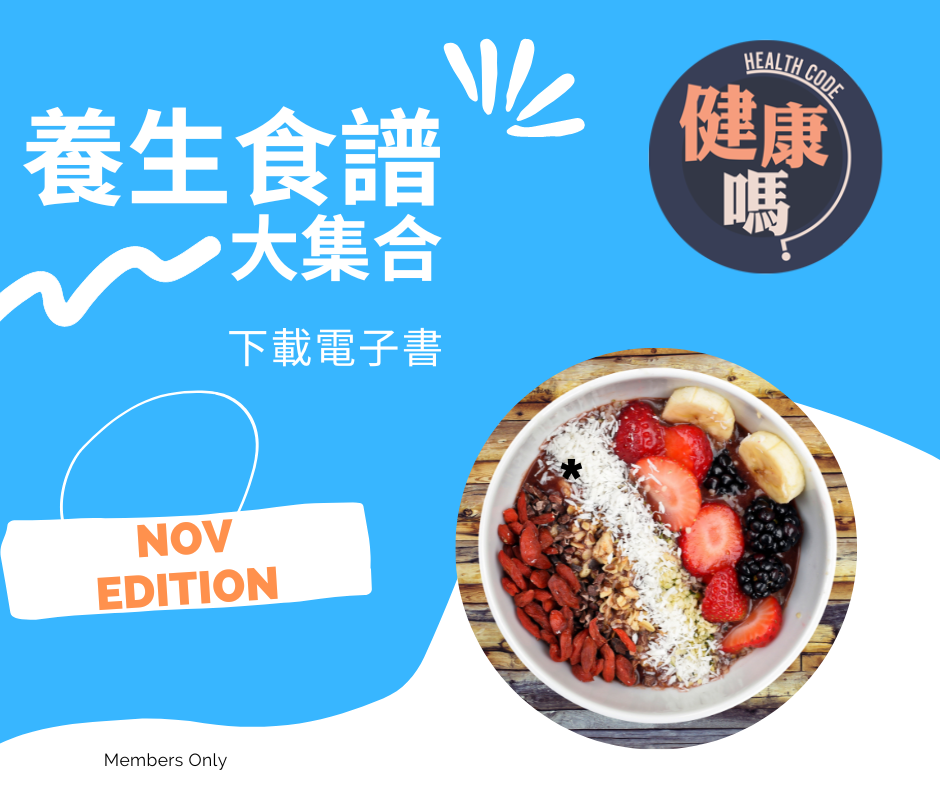 養生食譜
大集合
下載電子書
HEALTH CODE
健康
嗎?
NOV
EDITION
*
Members Only